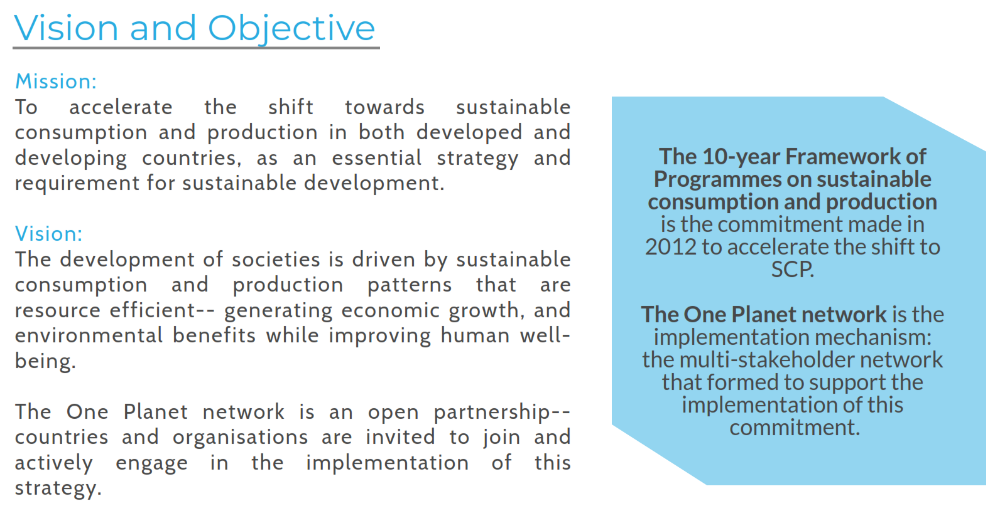 Vision and Objective
Mission:
To accelerate the shift towards sustainable
consumption and production in both developed and
developing countries, as an essential strategy and
requirement for sustainable development.
Vision:
The development of societies is driven by sustainable
consumption and production patterns that are
resource efficient-- generating economic growth, and
environmental benefits while improving human well-
being.
The One Planet network is an open partnership--
countries and organisations are invited to join and
actively engage in the implementation of this
strategy.
The 10-year Framework of
Programmes on sustainable
consumption and production
is the commitment made in
2012 to accelerate the shift to
SCP.
The One Planet network is the
implementation mechanism:
the multi-stakeholder network
that formed to support the
implementation of this
commitment.